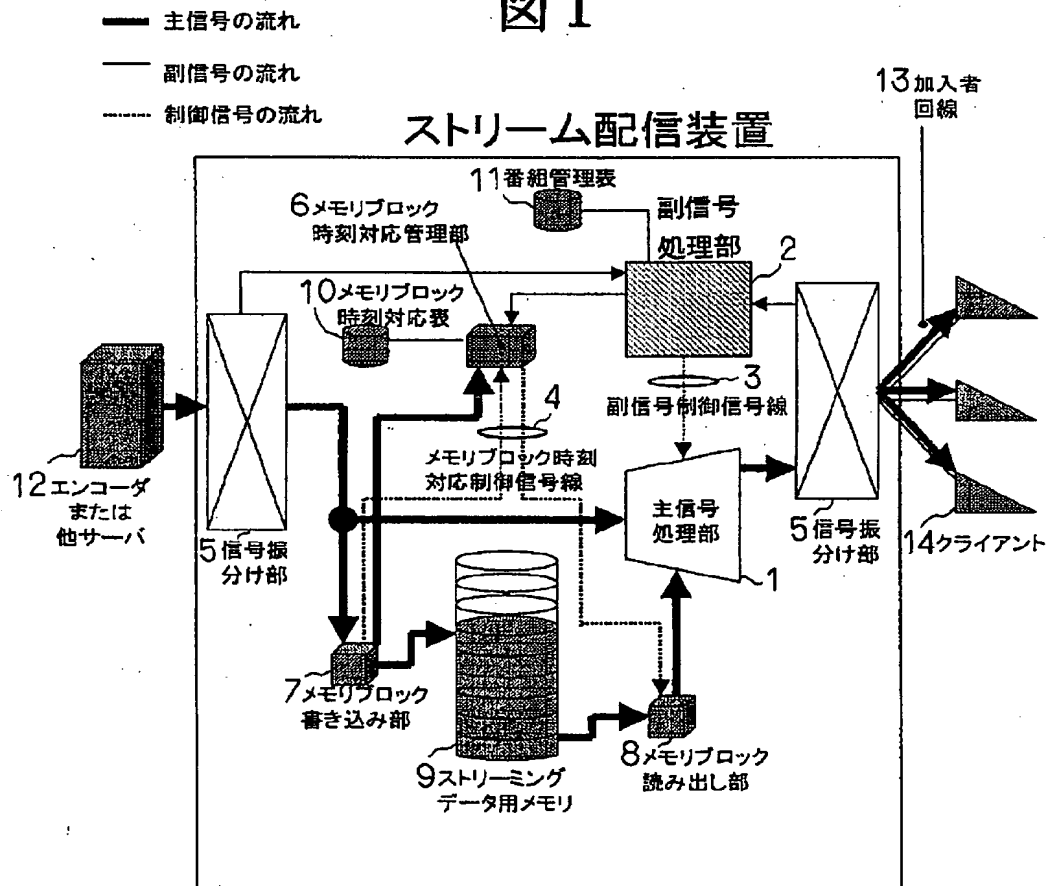 図1
主信号の流れ
副信号の流れ
制御信号の流れ
ストリーム配信装置
13加入者
回線
11番組管理表
6メモリブロック
時刻対応管理部
副信号
処理部
2
10メモリブロック
時刻対応表
3
副信号制御信号線
4
メモリブロック時刻
対応制御信号線
12エンコーダ
または
他サーバ
5信号振
分け部
主信号
処理部
1
5信号振
分け部
14クライアント
7メモリブロック
書き込み部
9ストリーミング
データ用メモリ
8メモリブロック
読み出し部